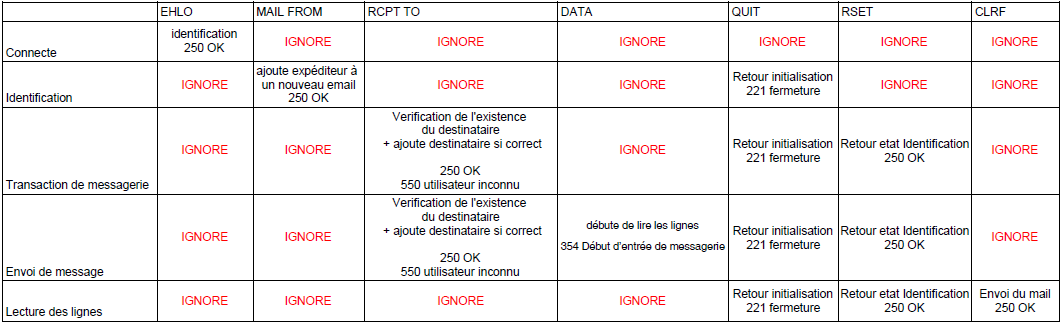 EHLO MAIL FROM RCPT TO DATA QUIT RSET CLRF
Connecte
identification
250 OK
IGNORE
IGNORE
IGNORE
IGNORE
IGNORE
IGNORE
Identification
IGNORE
ajoute expéditeur à
un nouveau email
250 OK
IGNORE
IGNORE
Retour initialisation
221 fermeture
IGNORE
IGNORE
Transaction de messagerie
IGNORE
IGNORE
Verification de l'existence
du destinataire
+ ajoute destinataire si correct
250 OK
550 utilisateur inconnu
IGNORE
Retour initialisation
221 fermeture
Retour etat Identification
250 OK
IGNORE
Envoi de message
IGNORE
IGNORE
Verification de l'existence
du destinataire
+ ajoute destinataire si correct
250 OK
550 utilisateur inconnu
débute de lire les lignes
354 Début d'entrée de messagerie
Retour initialisation
221 fermeture
Retour etat Identification
250 OK
IGNORE
Lecture des lignes
IGNORE
IGNORE
IGNORE
IGNORE
Retour initialisation
221 fermeture
Retour etat Identification
250 OK
Envoi du mail
250 OK